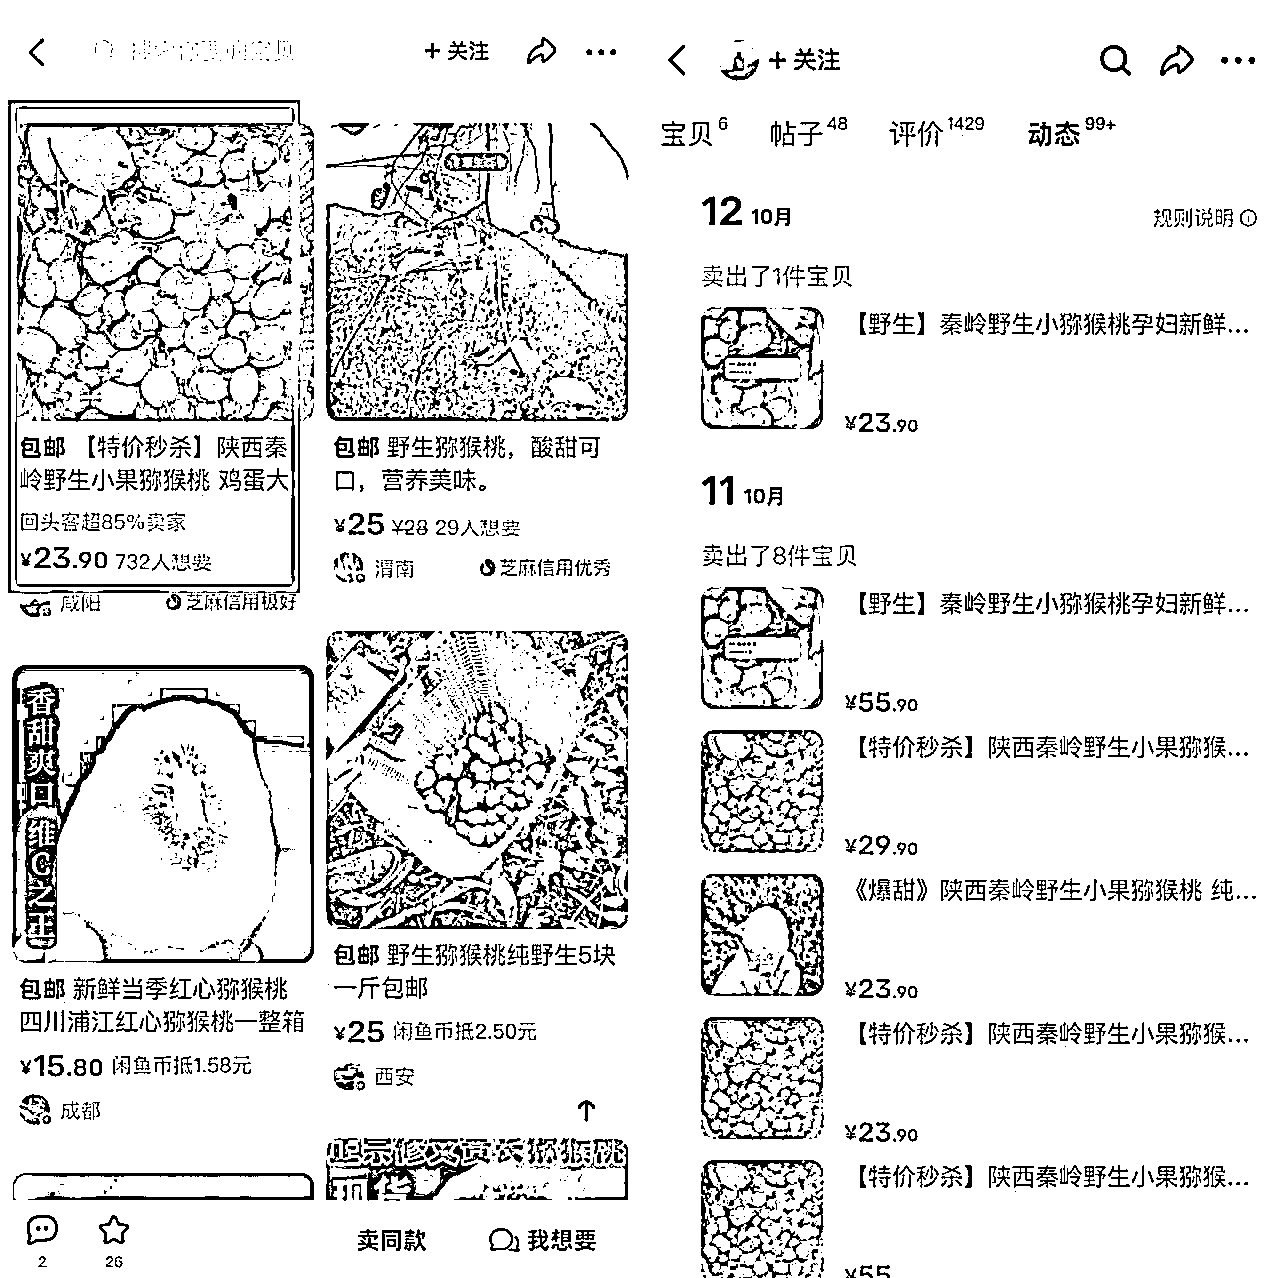 + 关注
包邮 【特价秒杀】陕西秦
岭野生小果猕猴桃 鸡蛋大
回头客超85%卖家
¥23.90 732人想要
咸阳 芝麻信用极好
包邮 野生猕猴桃，酸甜可
口，营养美味。
¥25 ¥28 29人想要
渭南 芝麻信用优秀
香甜爽口 维C之王
包邮 新鲜当季红心猕猴桃
四川浦江红心猕猴桃一整箱
¥15.80 闲鱼币抵1.58元
成都
包邮 野生猕猴桃纯野生5块
一斤包邮
¥25 闲鱼币抵2.50元
西安
现货
2
26
卖同款
我想要
+ 关注
宝贝 6 帖子 48 评价 1429 动态 99+
12 10月
规则说明
卖出了1件宝贝
【野生】秦岭野生小猕猴桃孕妇新鲜...
¥23.90
11 10月
卖出了8件宝贝
【野生】秦岭野生小猕猴桃孕妇新鲜...
¥55.90
【特价秒杀】陕西秦岭野生小果猕猴...
¥29.90
《爆甜》陕西秦岭野生小果猕猴桃 纯...
¥23.90
【特价秒杀】陕西秦岭野生小果猕猴...
¥23.90
【特价秒杀】陕西秦岭野生小果猕猴...
¥55